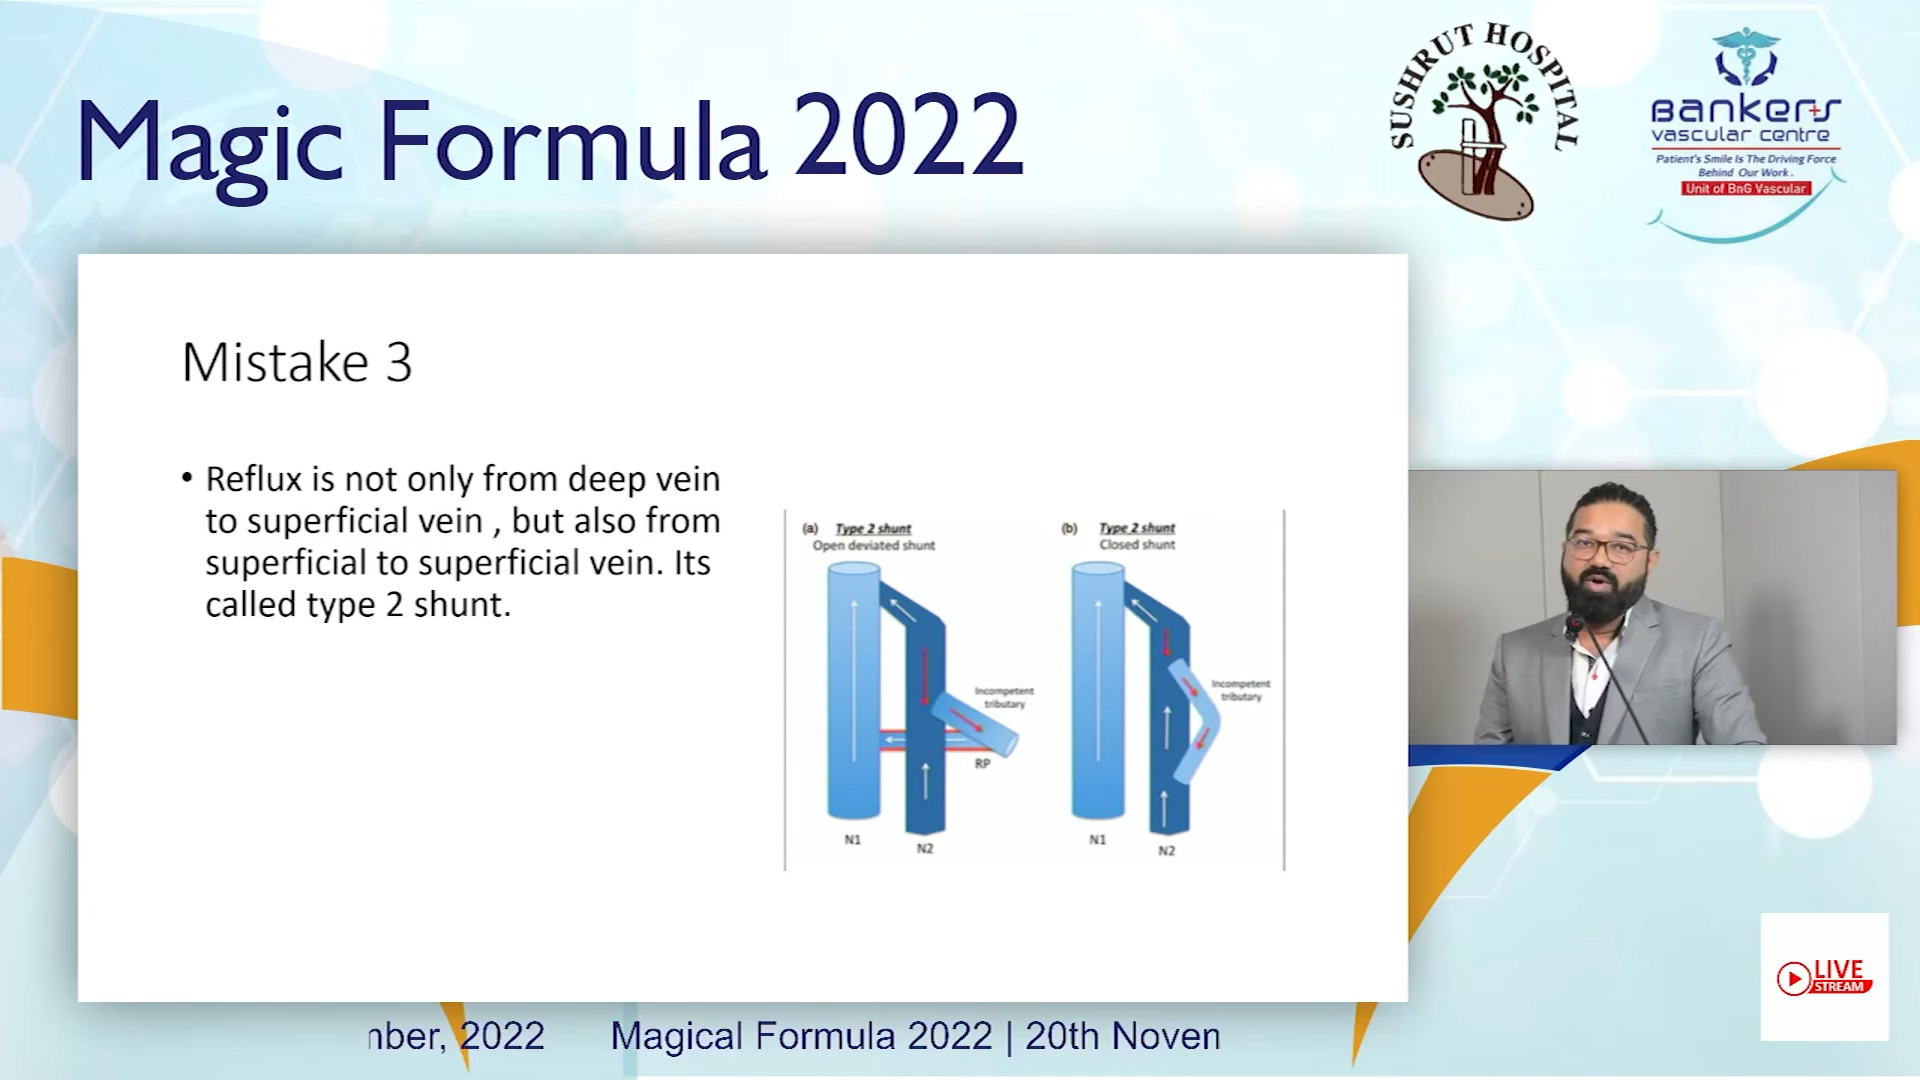 Magic Formula 2022
SUSHRUT HOSPITAL
Bankers
vascular centre
Patient's Smile Is The Driving Force
Behind Our Work.
Unit of BnG Vascular
Mistake 3
• Reflux is not only from deep vein
to superficial vein , but also from
superficial to superficial vein. Its
called type 2 shunt.
(a) Type 2 shunt
Open deviated shunt
Incompetent
tributary
RP
N1
N2
(b) Type 2 shunt
Closed shunt
Incompetent
tributary
N1
N2
LIVE
STREAM
nber, 2022 Magical Formula 2022 | 20th Noven